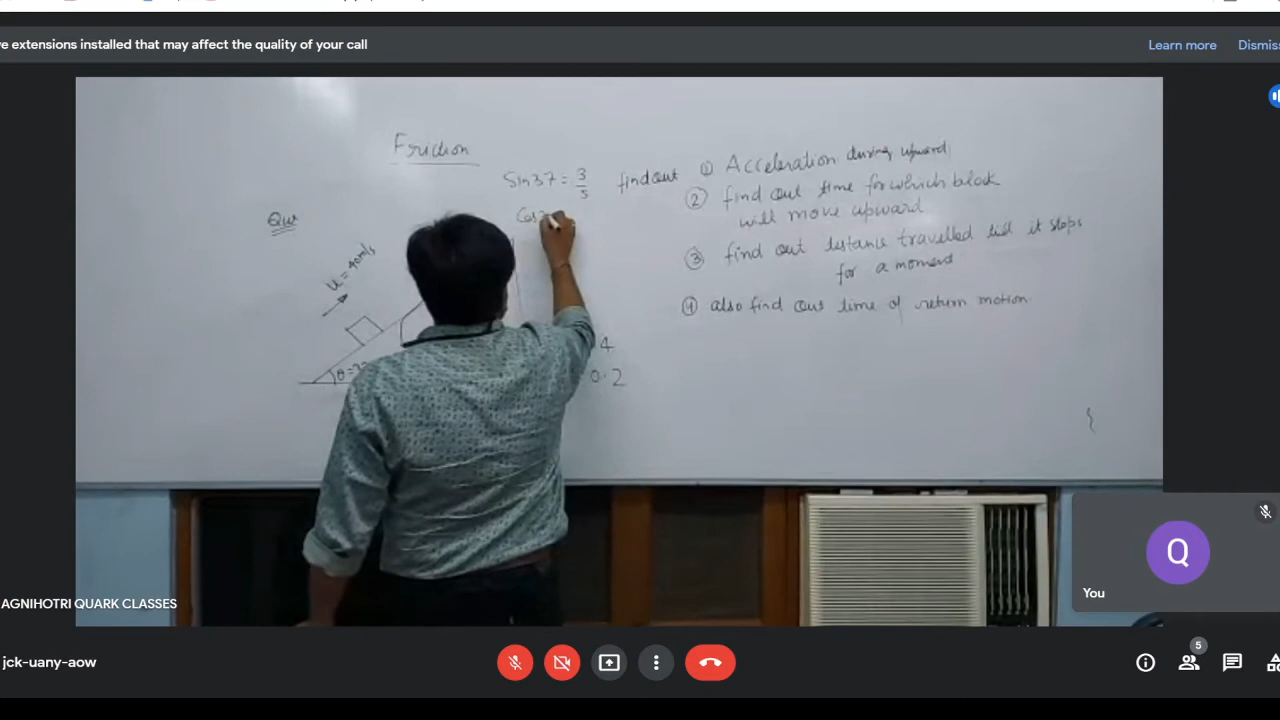 e extensions installed that may affect the quality of your call
Learn more
Dismiss
Friction
Sin37 = 3/5 find out
① Acceleration during upward
② find out time for which block
will move upward
③ find out distance travelled till it stops
for a moment
④ also find out time of return motion
Que
u = 40m/s
Cos
θ=3
4
0.2
Q
You
AGNIHOTRI QUARK CLASSES
jck-uany-aow
5